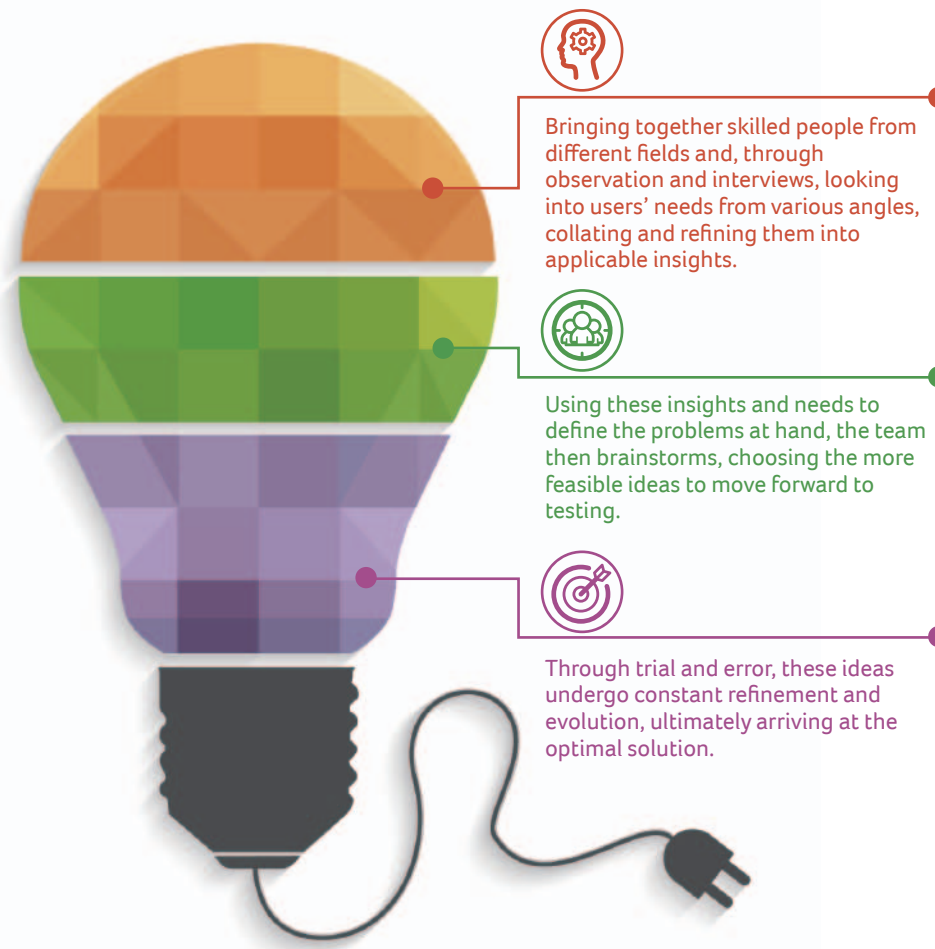 Bringing together skilled people from
different fields and, through
observation and interviews, looking
into users’ needs from various angles,
collating and refining them into
applicable insights.
Using these insights and needs to
define the problems at hand, the team
then brainstorms, choosing the more
feasible ideas to move forward to
testing.
Through trial and error, these ideas
undergo constant refinement and
evolution, ultimately arriving at the
optimal solution.